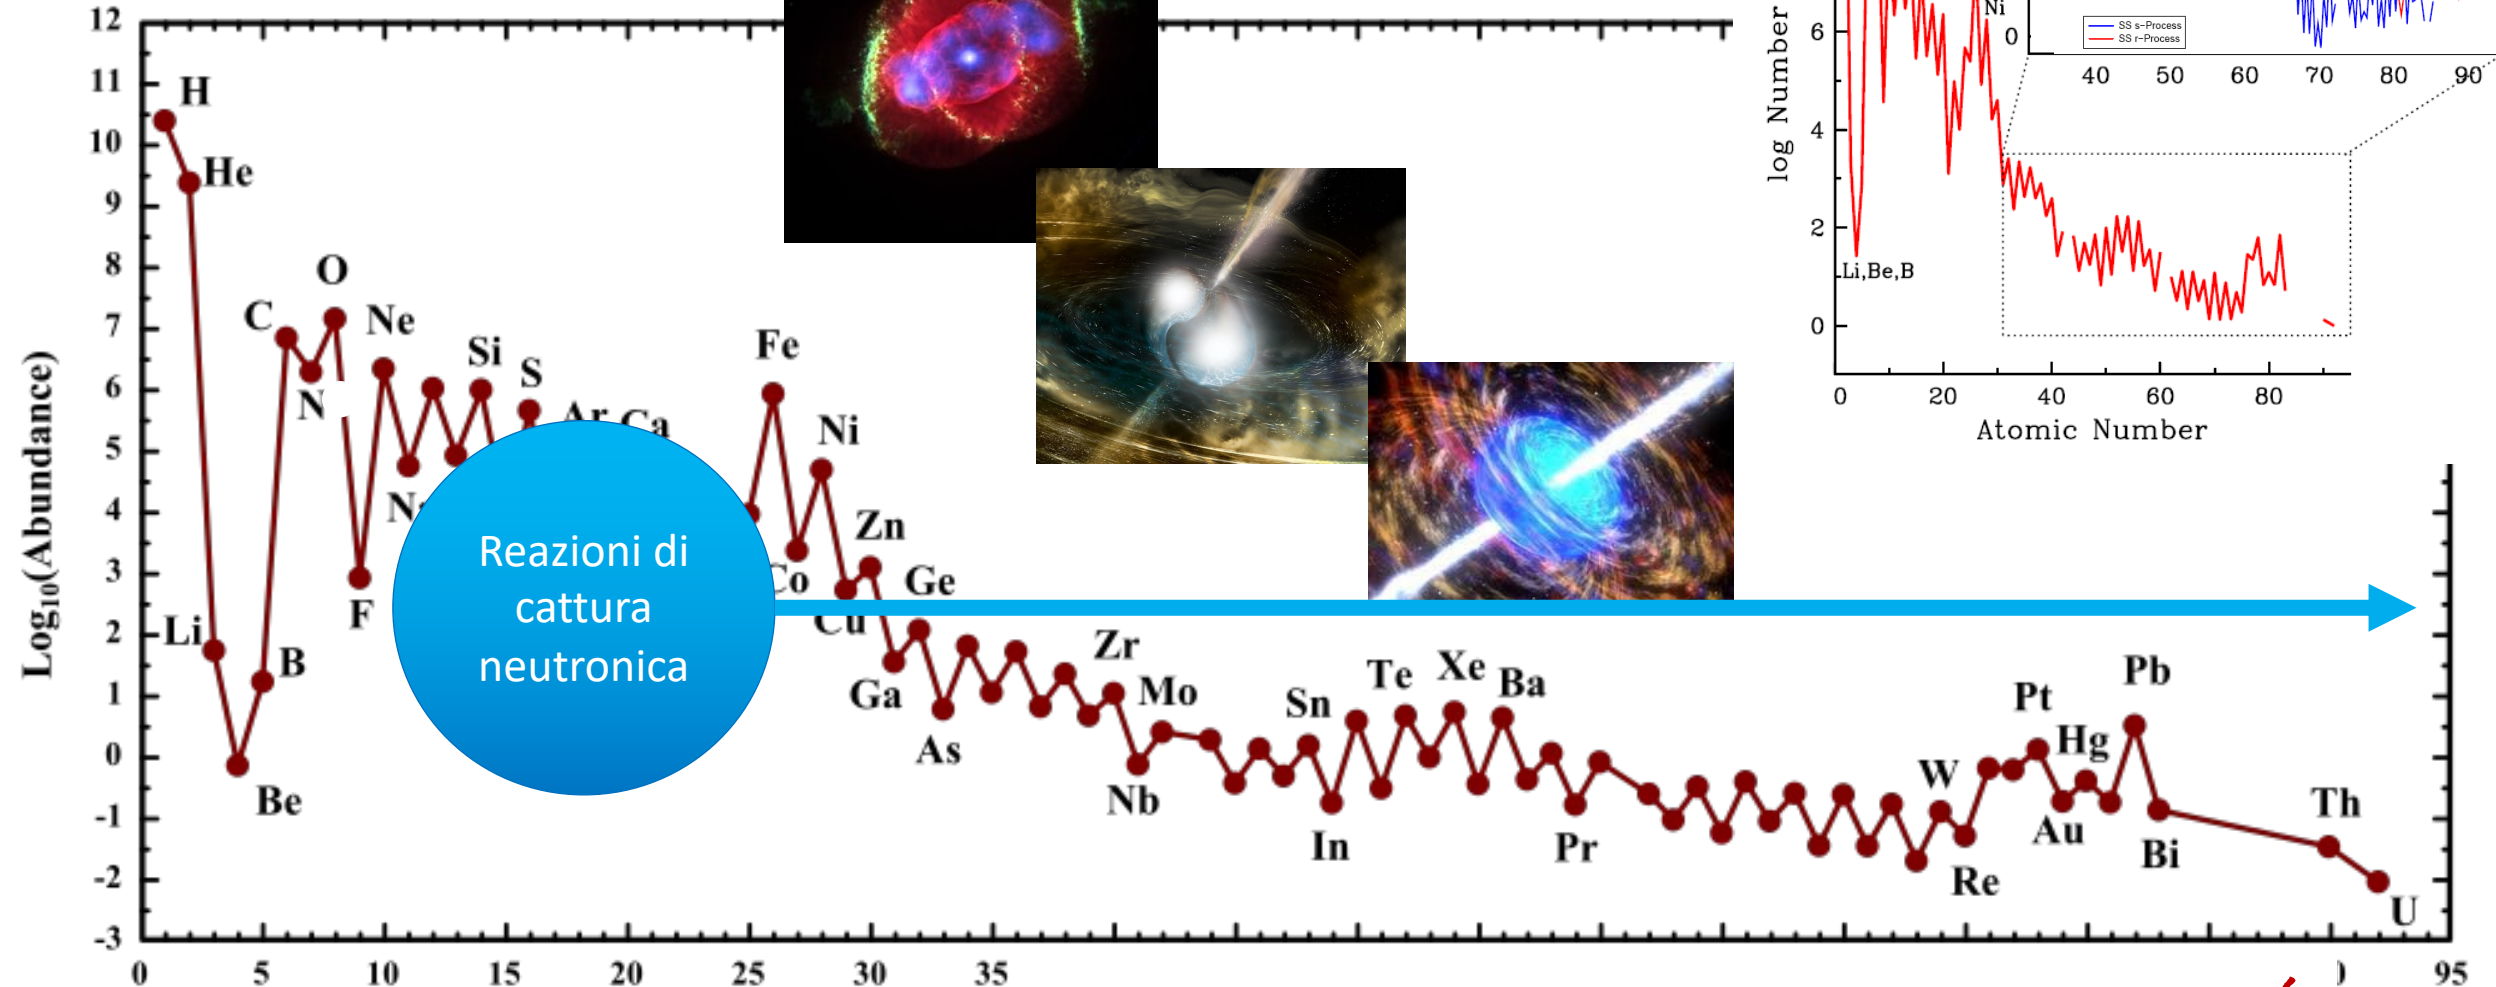 12
11
10
9
8
7
6
5
4
3
2
1
0
-1
-2
-3
Log10(Abundance)
H
He
Li
Be
B
C
N
O
F
Ne
Si
S
Ar Ca
Fe
Co
Ni
Cu
Zn
Ga
Ge
As
Zr
Nb
Mo
In
Sn
Te
Xe
Ba
Pr
W
Re
Pt
Au
Hg
Pb
Bi
Th
U
Reazioni di
cattura
neutronica
0 5 10 15 20 25 30 35 95
Ni
0
SS s-Process
SS r-Process
40 50 60 70 80 90
log Number
6
4
2
0
Li,Be,B
0 20 40 60 80
Atomic Number